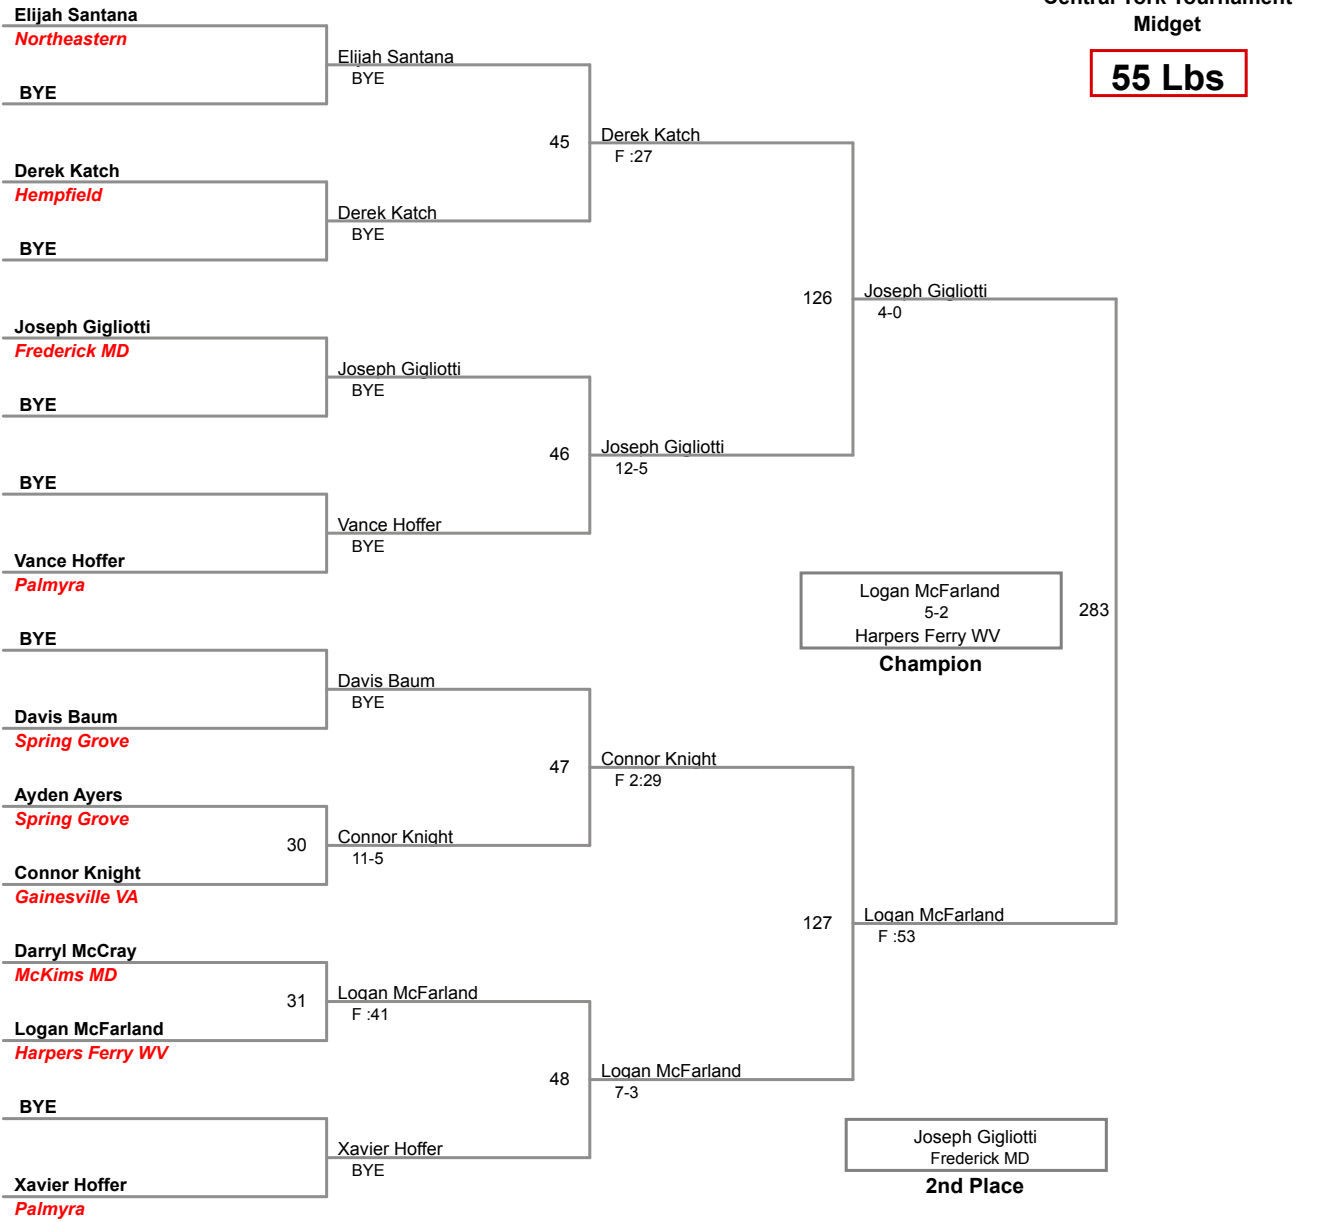 Central York Tournament
Midget
55 Lbs
Elijah Santana
Northeastern
BYE
Derek Katch
Hempfield
BYE
Joseph Gigliotti
Frederick MD
BYE
BYE
Vance Hoffer
Palmyra
BYE
Davis Baum
Spring Grove
Ayden Ayers
Spring Grove
30
Connor Knight
Gainesville VA
Darryl McCray
McKims MD
31
Logan McFarland
Harpers Ferry WV
BYE
Xavier Hoffer
Palmyra
Elijah Santana
BYE
45
Derek Katch
BYE
Joseph Gigliotti
BYE
46
Vance Hoffer
BYE
Davis Baum
BYE
47
Connor Knight
11-5
Logan McFarland
F :41
48
Xavier Hoffer
BYE
Derek Katch
F :27
126
Joseph Gigliotti
12-5
Connor Knight
F 2:29
127
Logan McFarland
7-3
Joseph Gigliotti
4-0
283
Logan McFarland
F :53
Logan McFarland
5-2
Harpers Ferry WV
Champion
Joseph Gigliotti
Frederick MD
2nd Place